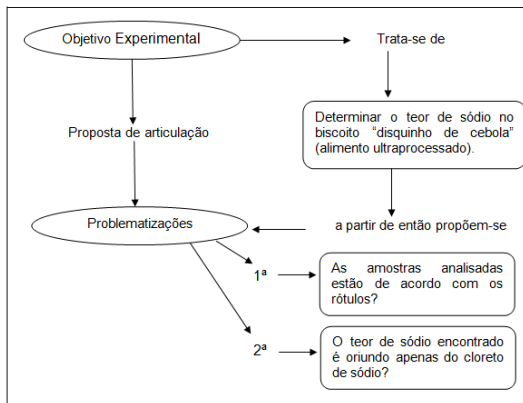 Objetivo Experimental
Trata-se de
Determinar o teor de sódio no
biscoito “disquinho de cebola”
(alimento ultraprocessado).
Proposta de articulação
Problematizações
a partir de então propõem-se
1ª
As amostras analisadas
estão de acordo com os
rótulos?
2ª
O teor de sódio encontrado
é oriundo apenas do cloreto
de sódio?